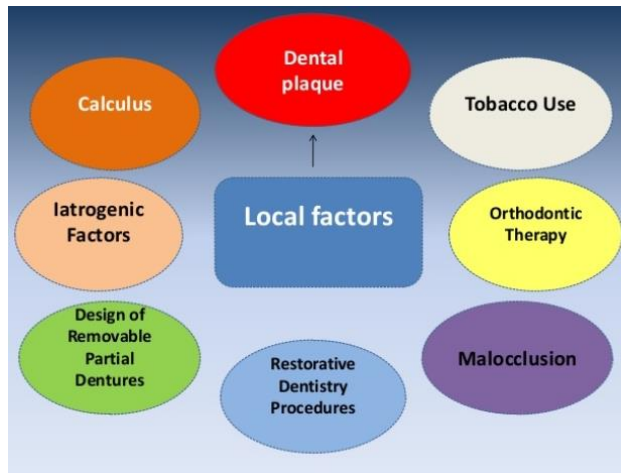 Dental
plaque
Calculus
Tobacco Use
Iatrogenic
Factors
Local factors
Orthodontic
Therapy
Design of
Removable
Partial
Dentures
Restorative
Dentistry
Procedures
Malocclusion